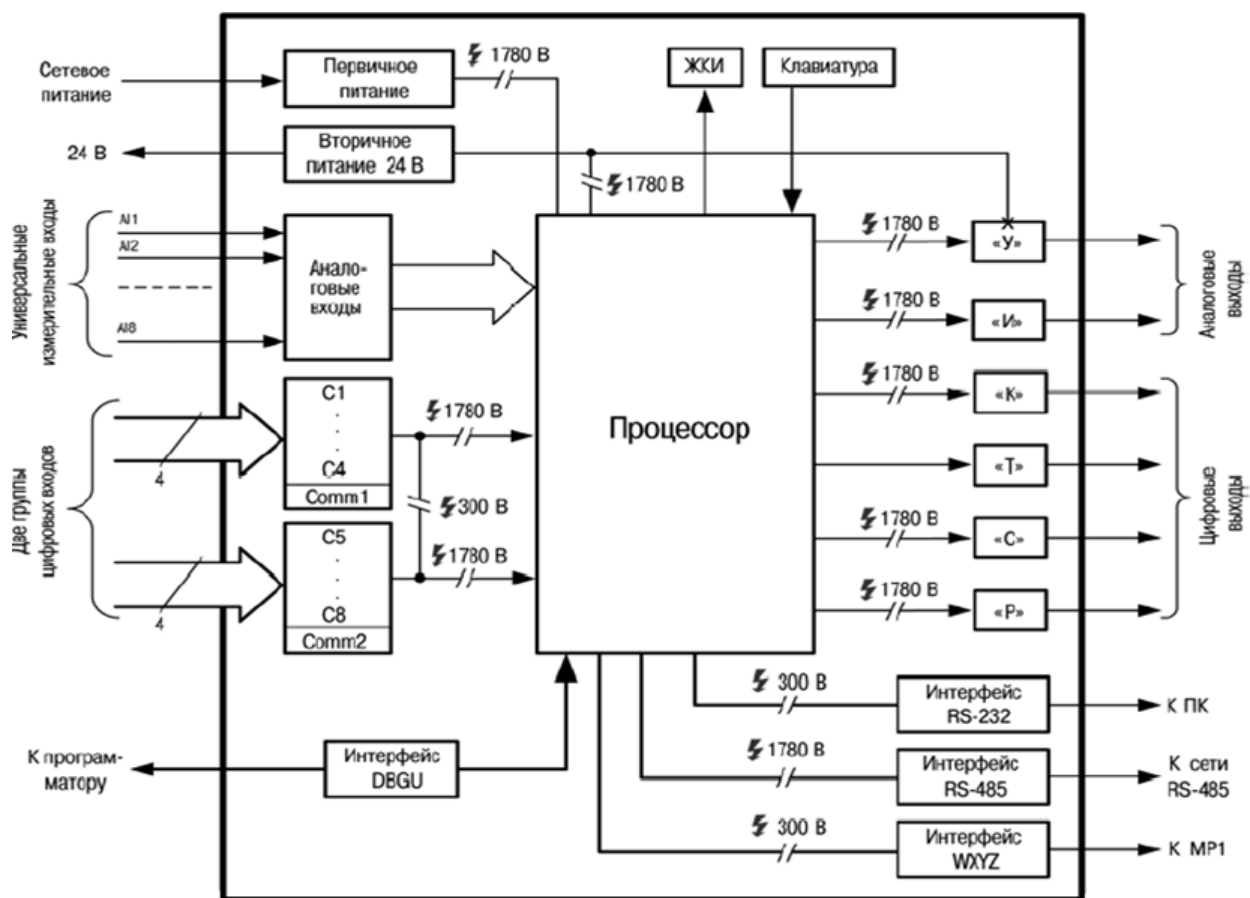 Сетевое
питание
Первичное
питание
1780 В
ЖКИ
Клавиатура
24 В
Вторичное
питание 24 В
1780 В
Универсальные
измерительные входы
AI1
AI2
AI8
Анало-
говые
входы
Две группы
цифровых входов
4
4
C1
C4
Comm1
C5
C8
Comm2
1780 В
300 В
1780 В
Процессор
1780 В
«У»
1780 В
«И»
Аналоговые
выходы
1780 В
«К»
«Т»
1780 В
«С»
1780 В
«Р»
Цифровые
выходы
К програм-
матору
Интерфейс
DBGU
300 В
Интерфейс
RS-232
К ПК
1780 В
Интерфейс
RS-485
К сети
RS-485
300 В
Интерфейс
WXYZ
К МР1